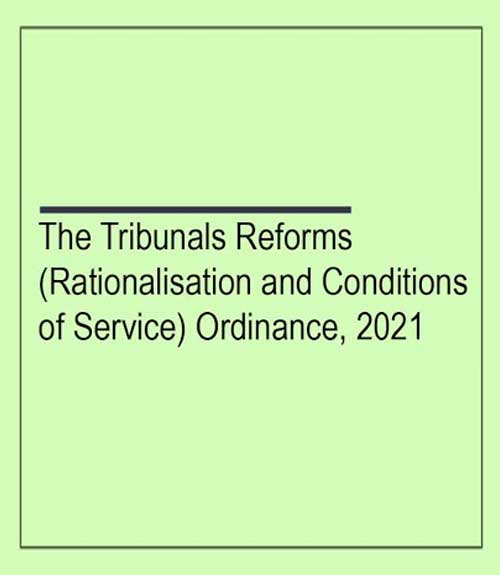 The Tribunals Reforms
(Rationalisation and Conditions
of Service) Ordinance, 2021